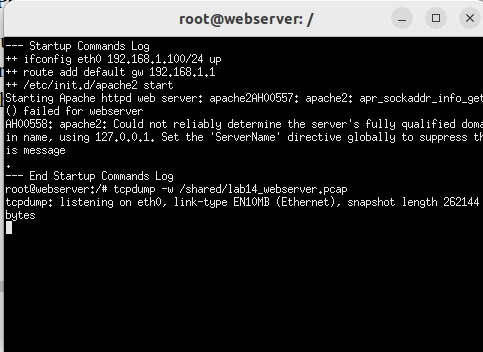 root@webserver: /
--- Startup Commands Log
++ ifconfig eth0 192.168.1.100/24 up
++ route add default gw 192.168.1.1
++ /etc/init.d/apache2 start
Starting Apache httpd web server: apache2AH00557: apache2: apr_sockaddr_info_get
() failed for webserver
AH00558: apache2: Could not reliably determine the server's fully qualified doma
in name, using 127.0.0.1. Set the 'ServerName' directive globally to suppress th
is message
.
--- End Startup Commands Log
root@webserver:/# tcpdump -w /shared/lab14_webserver.pcap
tcpdump: listening on eth0, link-type EN10MB (Ethernet), snapshot length 262144
bytes